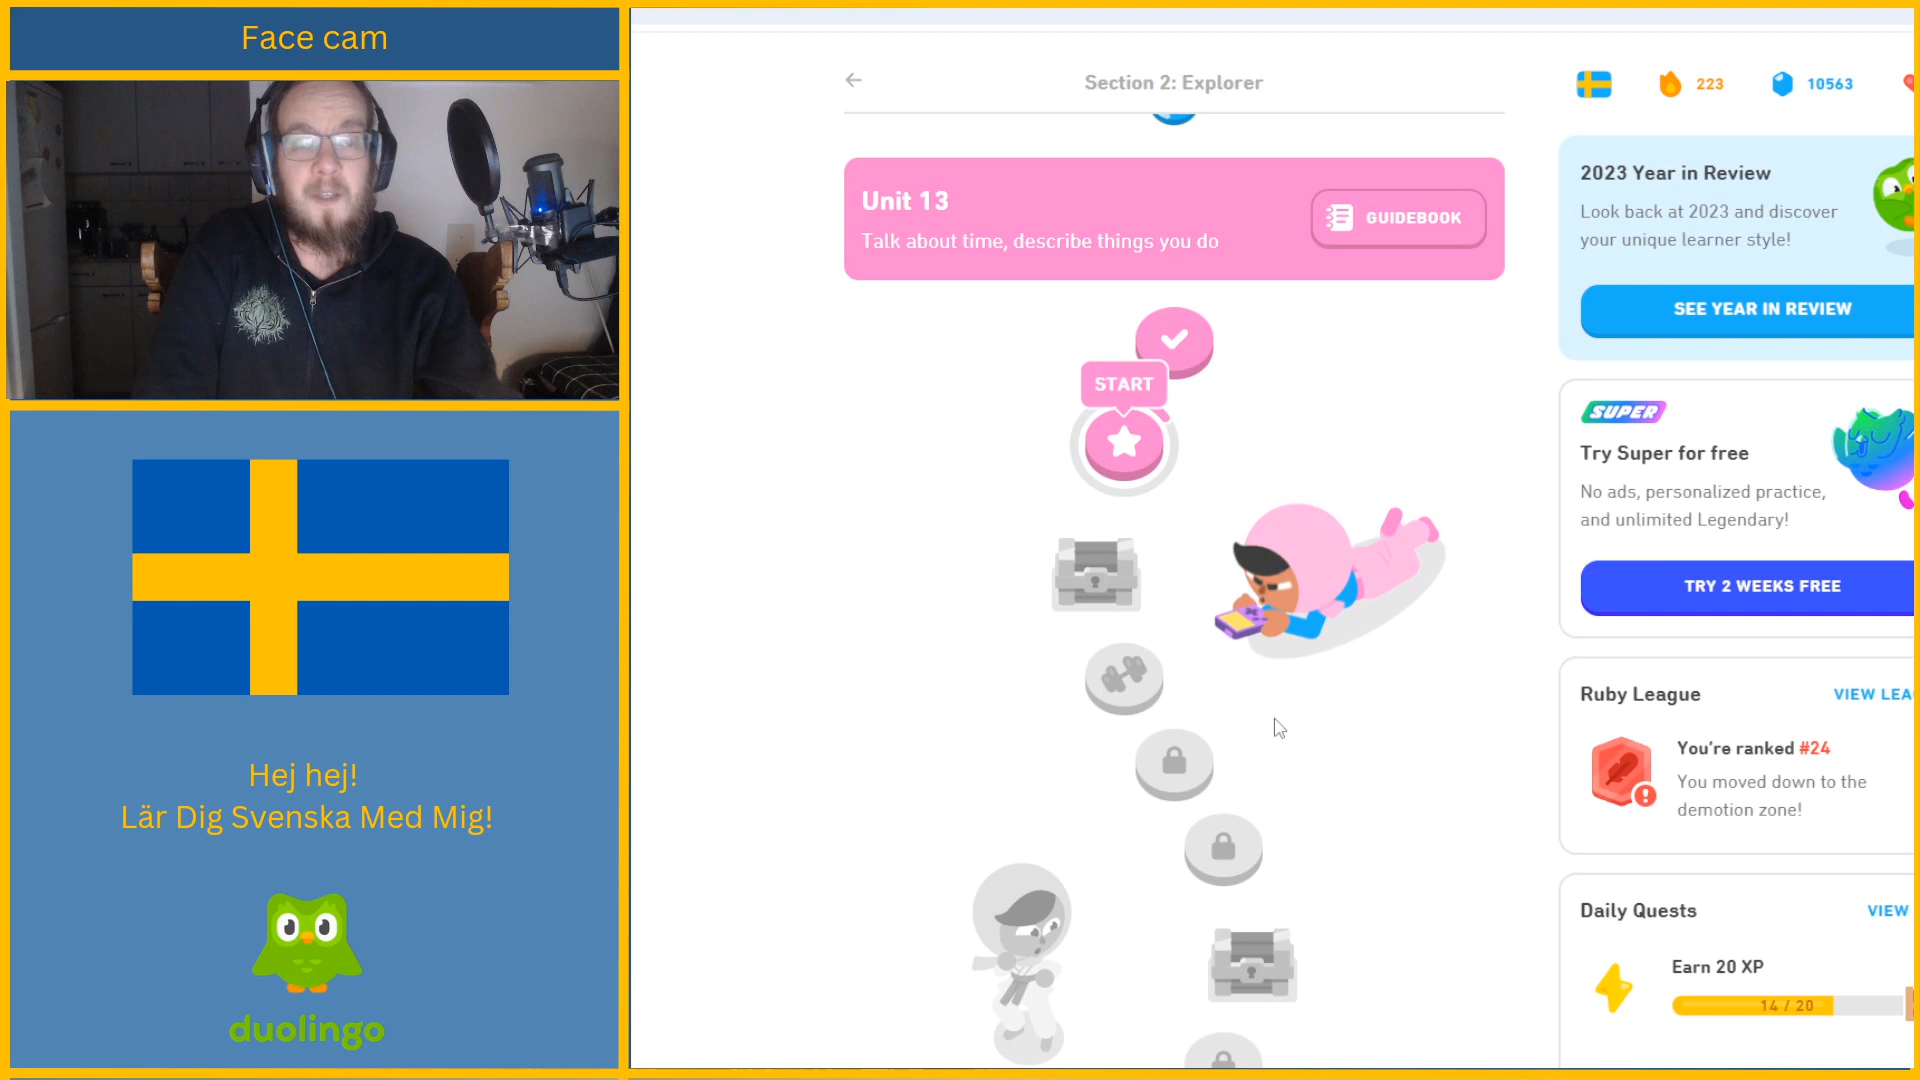 Face cam
Hej hej!
Lär Dig Svenska Med Mig!
duolingo
Section 2: Explorer
223
10563
Unit 13
Talk about time, describe things you do
GUIDEBOOK
START
2023 Year in Review
Look back at 2023 and discover
your unique learner style!
SEE YEAR IN REVIEW
SUPER
Try Super for free
No ads, personalized practice,
and unlimited Legendary!
TRY 2 WEEKS FREE
Ruby League
VIEW LEA
You're ranked #24
You moved down to the
demotion zone!
Daily Quests
VIEW
Earn 20 XP
14 / 20